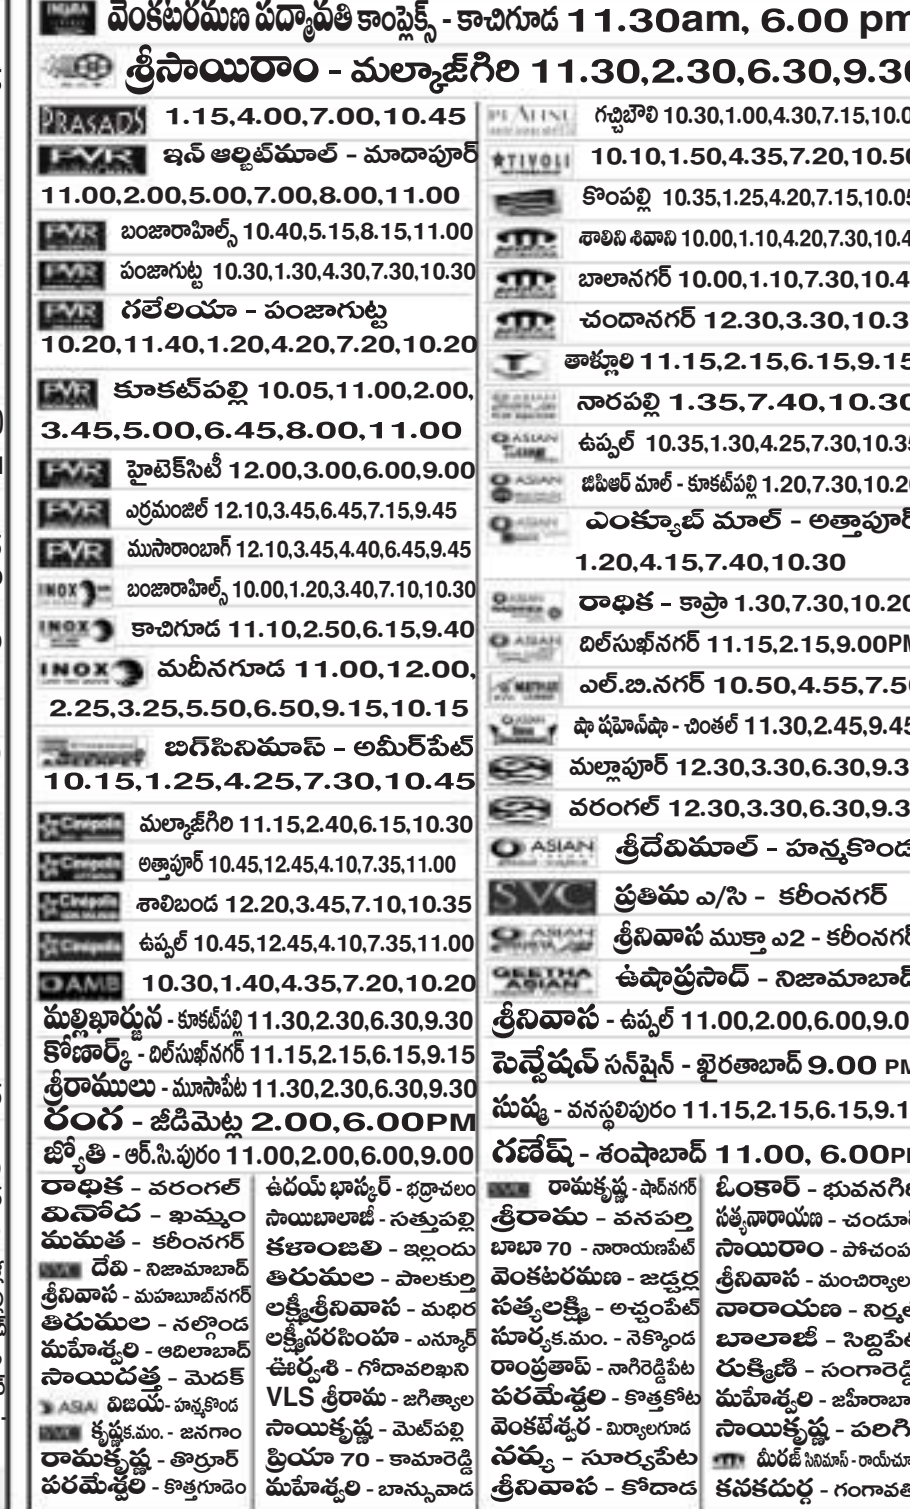 వెంకటరమణ పద్మావతి కాంప్లెక్స్ - కాచిగూడ 11.30am, 6.00 pm
శ్రీసాయిరాం - మల్కాజ్‌గిరి 11.30,2.30,6.30,9.30
PRASADS 1.15,4.00,7.00,10.45
PVR ఇన్ ఆర్బిట్‌మాల్ - మాదాపూర్
11.00,2.00,5.00,7.00,8.00,11.00
PVR బంజారాహిల్స్ 10.40,5.15,8.15,11.00
PVR పంజాగుట్ట 10.30,1.30,4.30,7.30,10.30
PVR గలేరియా - పంజాగుట్ట
10.20,11.40,1.20,4.20,7.20,10.20
PVR కూకట్‌పల్లి 10.05,11.00,2.00,
3.45,5.00,6.45,8.00,11.00
PVR హైటెక్‌సిటీ 12.00,3.00,6.00,9.00
PVR ఎర్రమంజిల్ 12.10,3.45,6.45,7.15,9.45
PVR ముసారాంబాగ్ 12.10,3.45,4.40,6.45,9.45
INOX బంజారాహిల్స్ 10.00,1.20,3.40,7.10,10.30
INOX కాచిగూడ 11.10,2.50,6.15,9.40
INOX మదీనగూడ 11.00,12.00,
2.25,3.25,5.50,6.50,9.15,10.15
బిగ్‌సినిమాస్ - అమీర్‌పేట్
10.15,1.25,4.25,7.30,10.45
Cinépolis మల్కాజ్‌గిరి 11.15,2.40,6.15,10.30
Cinépolis అత్తాపూర్ 10.45,12.45,4.10,7.35,11.00
Cinépolis శాలిబండ 12.20,3.45,7.10,10.35
Cinépolis ఉప్పల్ 10.45,12.45,4.10,7.35,11.00
AMB 10.30,1.40,4.35,7.20,10.20
మల్లిఖార్జున - కూకట్‌పల్లి 11.30,2.30,6.30,9.30
కోణార్క్ - దిల్‌సుఖ్‌నగర్ 11.15,2.15,6.15,9.15
శ్రీరాములు - మూసాపేట 11.30,2.30,6.30,9.30
రంగ - జీడిమెట్ల 2.00,6.00PM
జ్యోతి - ఆర్.సి.పురం 11.00,2.00,6.00,9.00
గచ్చిబౌలి 10.30,1.00,4.30,7.15,10.0
TIVOLI 10.10,1.50,4.35,7.20,10.50
కొంపల్లి 10.35,1.25,4.20,7.15,10.05
శాలిని శివాని 10.00,1.10,4.20,7.30,10.4
బాలానగర్ 10.00,1.10,7.30,10.4
చందానగర్ 12.30,3.30,10.3
తాళ్లూరి 11.15,2.15,6.15,9.15
నారపల్లి 1.35,7.40,10.30
ASIAN ఉప్పల్ 10.35,1.30,4.25,7.30,10.35
ASIAN జిపిఆర్ మాల్ - కూకట్‌పల్లి 1.20,7.30,10.20
ASIAN ఎంక్యూబ్ మాల్ - అత్తాపూర్
1.20,4.15,7.40,10.30
రాధిక - కాప్రా 1.30,7.30,10.20
ASIAN దిల్‌సుఖ్‌నగర్ 11.15,2.15,9.00PM
ఎల్.బి.నగర్ 10.50,4.55,7.5
షా షహెన్‌షా - చింతల్ 11.30,2.45,9.45
మల్లాపూర్ 12.30,3.30,6.30,9.3
వరంగల్ 12.30,3.30,6.30,9.3
ASIAN శ్రీదేవిమాల్ - హన్మకొండ
SVC ప్రతిమ ఎ/సి - కరీంనగర్
ASIAN శ్రీనివాస ముక్తా ఎ2 - కరీంనగర్
GEETHA ASIAN ఉషాప్రసాద్ - నిజామాబాద్
శ్రీనివాస - ఉప్పల్ 11.00,2.00,6.00,9.0
సెన్సేషన్ సన్‌షైన్ - ఖైరతాబాద్ 9.00 PM
సుష్మ - వనస్థలిపురం 11.15,2.15,6.15,9.1
గణేష్ - శంషాబాద్ 11.00, 6.00P
రాధిక - వరంగల్
వినోద - ఖమ్మం
మమత - కరీంనగర్
SVC దేవి - నిజామాబాద్
శ్రీనివాస - మహబూబ్‌నగర్
తిరుమల - నల్గొండ
మహేశ్వరి - ఆదిలాబాద్
సాయిదత్త - మెదక్
ASIAN విజయ - హన్మకొండ
కృష్ణక.మం. - జనగాం
రామకృష్ణ - తొర్రూర్
పరమేశ్వరి - కొత్తగూడెం
ఉదయ్ భాస్కర్ - భద్రాచలం
సాయిబాలాజీ - సత్తుపల్లి
కళాంజలి - ఇల్లందు
తిరుమల - పాలకుర్తి
లక్ష్మీశ్రీనివాస - మధిర
లక్ష్మీనరసింహ - ఎన్కూర్
ఊర్వశి - గోదావరిఖని
VLS శ్రీరామ - జగిత్యాల
సాయికృష్ణ - మెట్‌పల్లి
ప్రియా 70 - కామారెడ్డి
మహేశ్వరి - బాన్సువాడ
SVC రామకృష్ణ - షాద్‌నగర్
శ్రీరామ - వనపర్తి
బాబా 70 - నారాయణపేట్
వెంకటరమణ - జడ్చర్ల
సత్యలక్ష్మి - అచ్చంపేట్
సూర్యక.మం. - నెక్కొండ
రాంప్రతాప్ - నాగిరెడ్డిపేట
పరమేశ్వరి - కొత్తకోట
వెంకటేశ్వర - మిర్యాలగూడ
నవ్య - సూర్యపేట
శ్రీనివాస - కోదాడ
ఓంకార్ - భువనగిరి
సత్యనారాయణ - చండూర్
సాయిరాం - పోచంప
శ్రీనివాస - మంచిర్యాల
నారాయణ - నిర్మల్
బాలాజీ - సిద్దిపేట్
రుక్మిణి - సంగారెడ్డి
మహేశ్వరి - జహీరాబా
సాయికృష్ణ - పరిగి
మిరజ్ సినిమాస్ - రాయ్‌చూ
కనకదుర్గ - గంగావతి